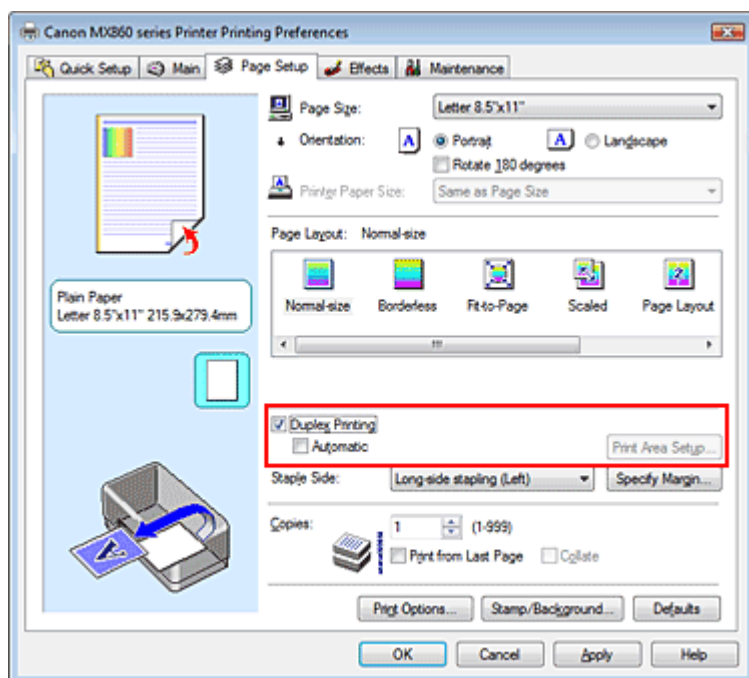 Canon MX860 series Printer Printing Preferences
Quick Setup Main Page Setup Effects Maintenance
Page Size: Letter 8.5"x11"
Orientation: A Portrait A Landscape
Rotate 180 degrees
Printer Paper Size: Same as Page Size
Page Layout: Normal-size
Normal-size Borderless Fit-to-Page Scaled Page Layout
Plain Paper
Letter 8.5"x11" 215.9x279.4mm
Duplex Printing
Automatic Print Area Setup...
Staple Side: Long-side stapling (Left) Specify Margin...
Copies: 1 (1-999)
Print from Last Page Collate
Print Options... Stamp/Background... Defaults
OK Cancel Apply Help